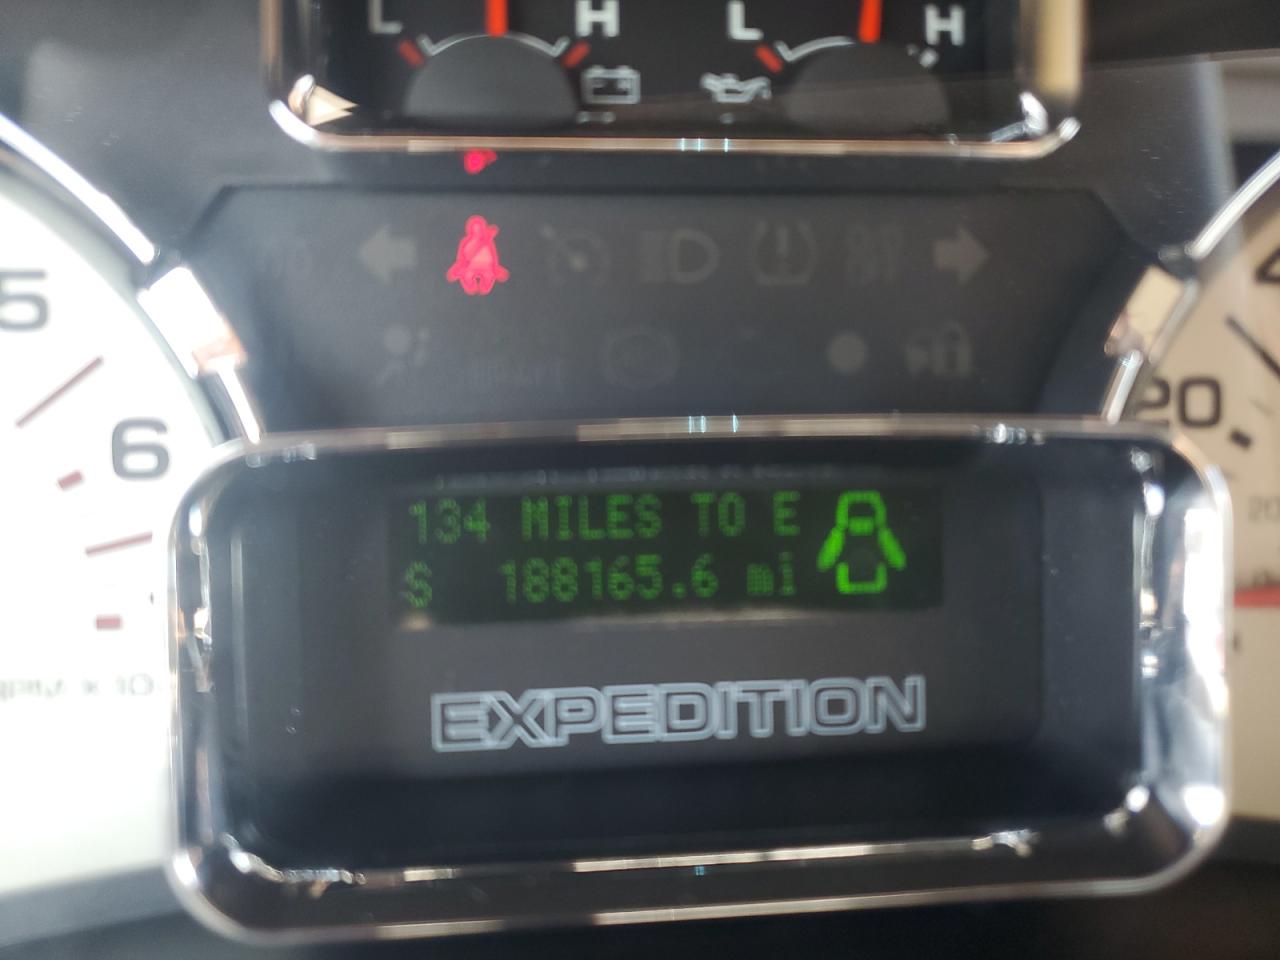 L H L H
5
6
20
134 MILES TO E
S 188165.6 mi
EXPEDITION